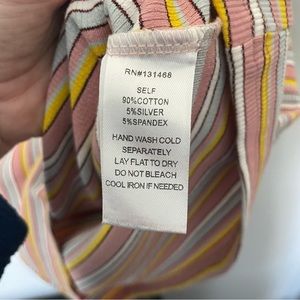 RN#131468
SELF
90%COTTON
5%SILVER
5%SPANDEX
HAND WASH COLD
SEPARATELY
LAY FLAT TO DRY
DO NOT BLEACH
COOL IRON IF NEEDED